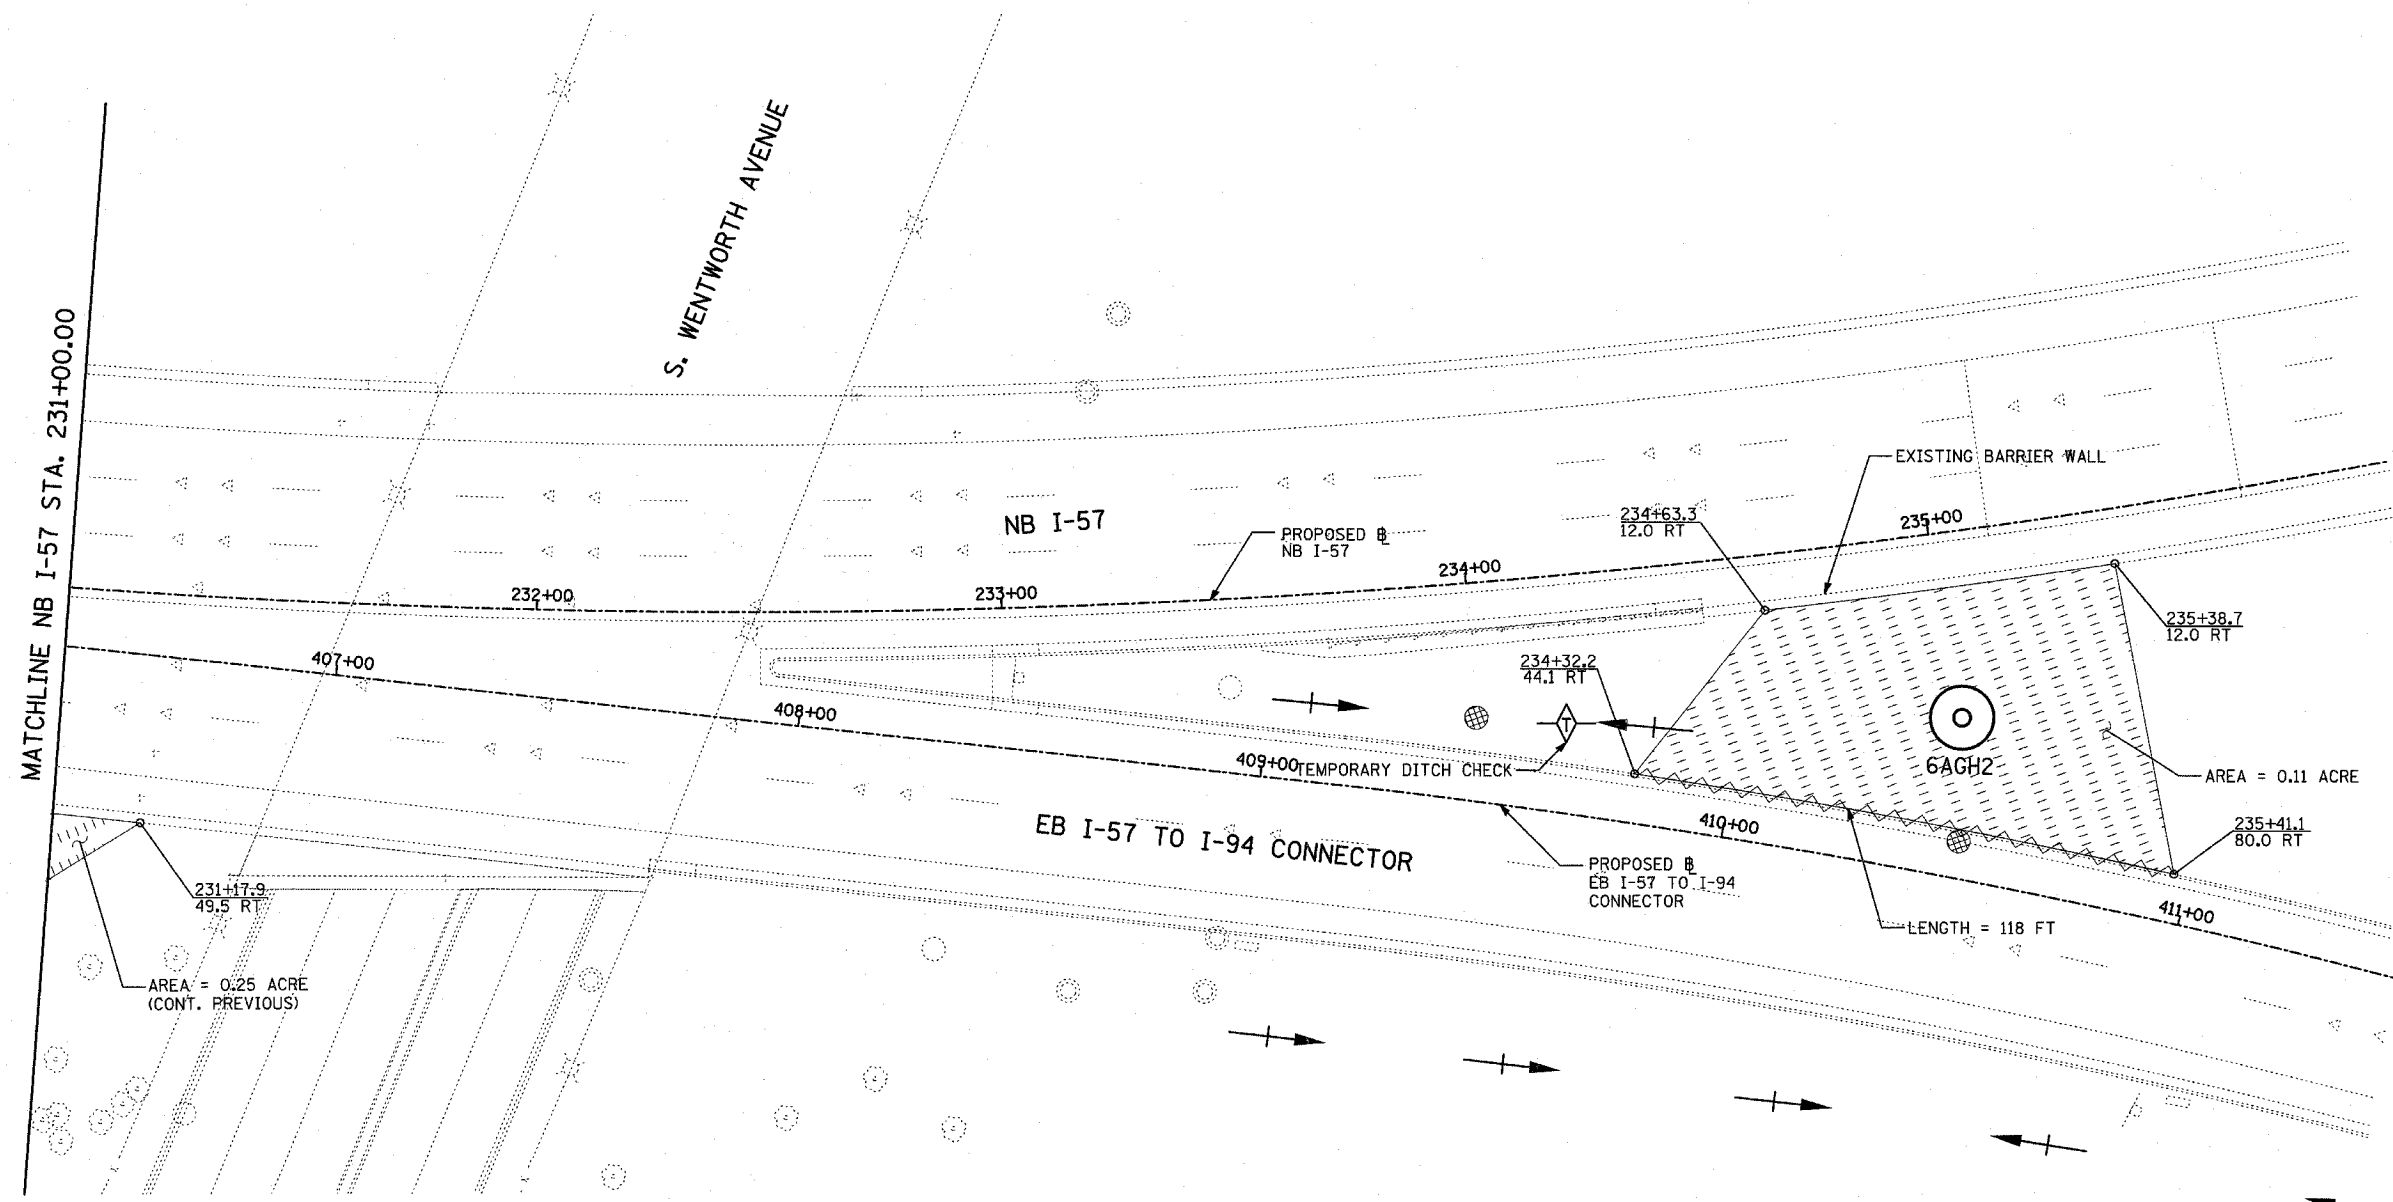 S. WENTWORTH AVENUE
MATCHLINE NB I-57 STA. 231+00.00
EXISTING BARRIER WALL
NB I-57
234+63.3
12.0 RT
235+00
PROPOSED ⅊
NB I-57
234+00
232+00
233+00
235+38.7
12.0 RT
407+00
234+32.2
44.1 RT
408+00
T
409+00
TEMPORARY DITCH CHECK
6AGH2
AREA = 0.11 ACRE
EB I-57 TO I-94 CONNECTOR
410+00
235+41.1
80.0 RT
PROPOSED ⅊
EB I-57 TO I-94
CONNECTOR
231+17.9
49.5 RT
411+00
LENGTH = 118 FT
AREA = 0.25 ACRE
(CONT. PREVIOUS)